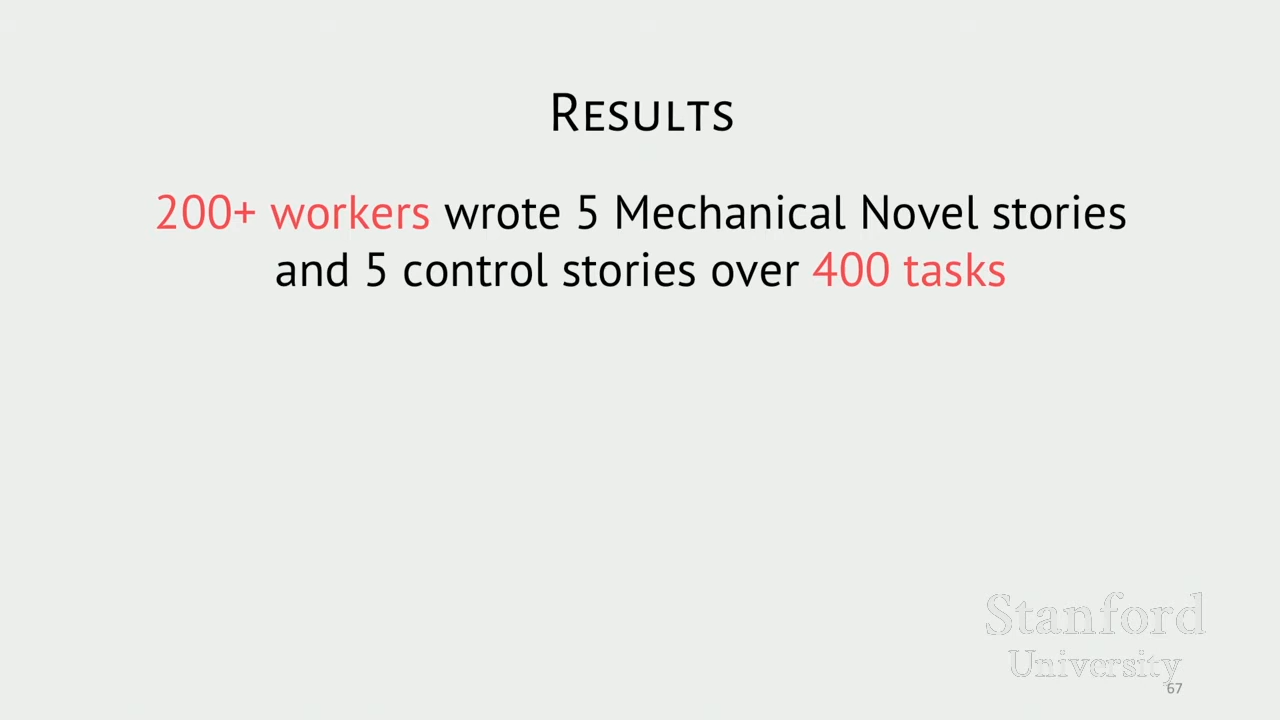 RESULTS
200+ workers wrote 5 Mechanical Novel stories
and 5 control stories over 400 tasks
Stanford
University
67